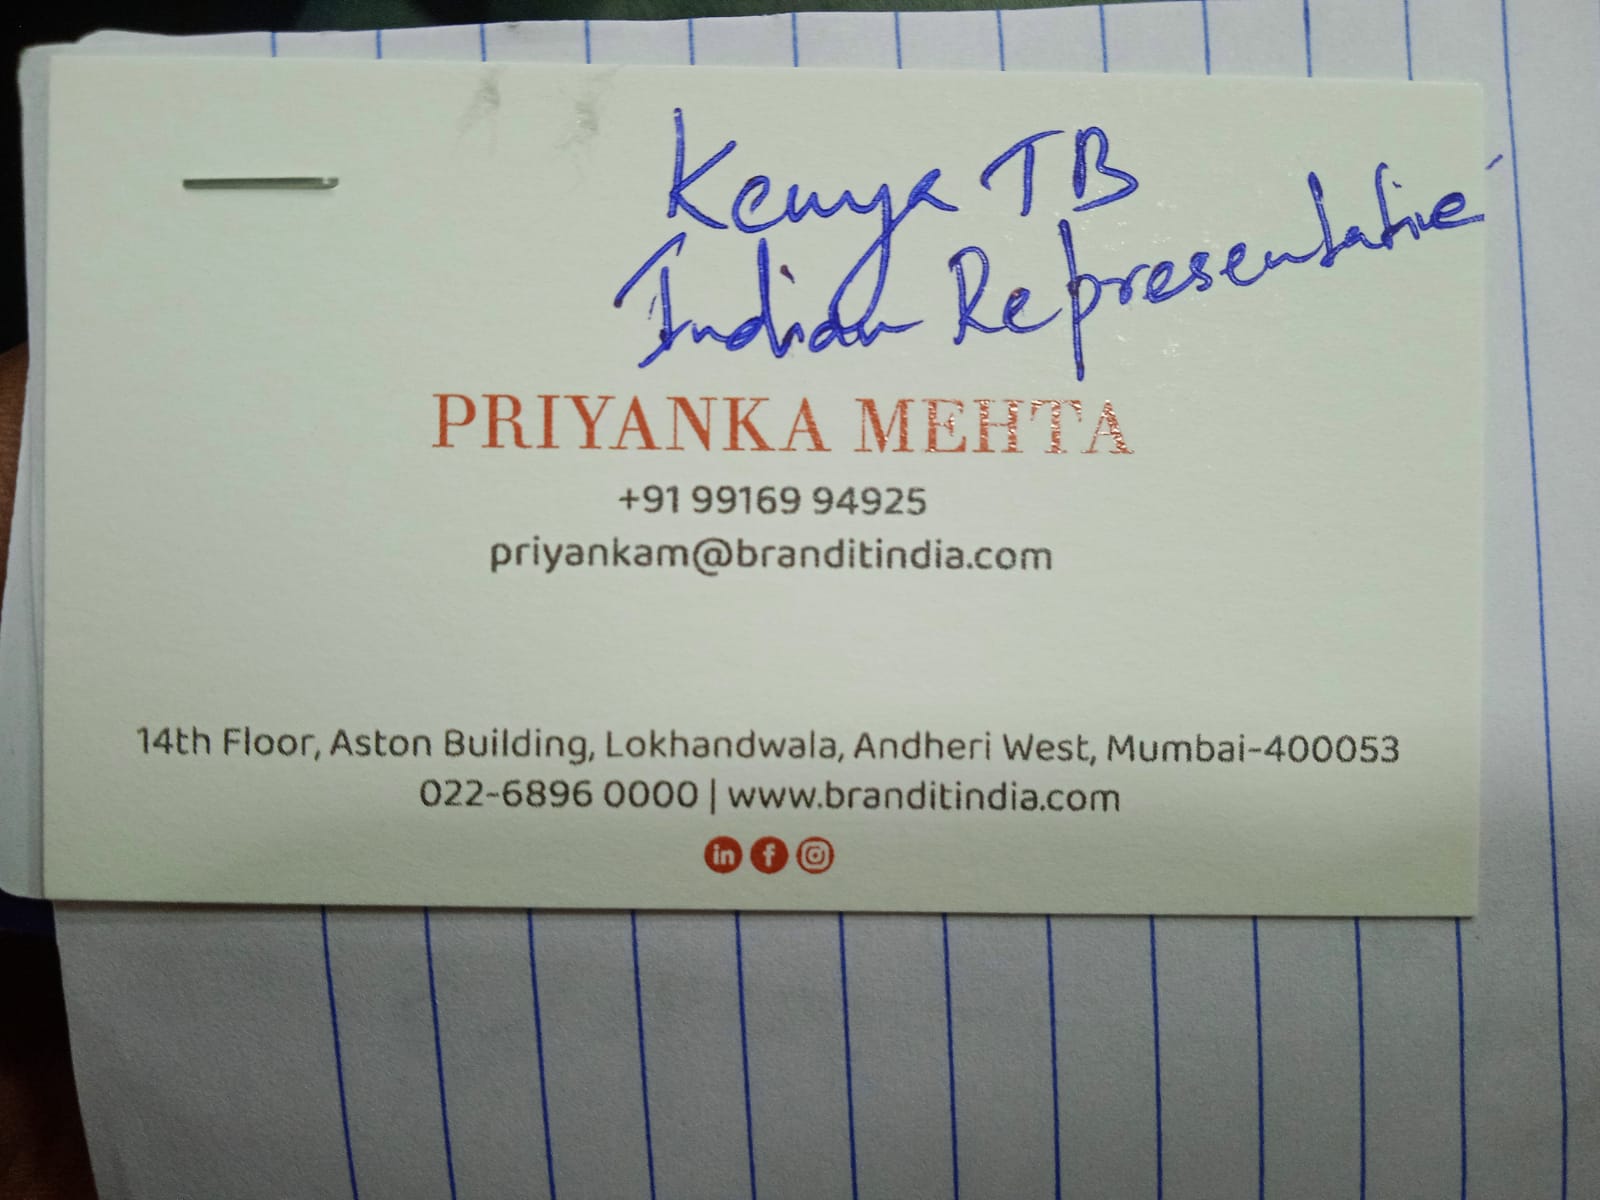 Kenya TB
Indian Representative
PRIYANKA MEHTA
+91 99169 94925
priyankam@branditindia.com
14th Floor, Aston Building, Lokhandwala, Andheri West, Mumbai-400053
022-6896 0000 | www.branditindia.com
in f